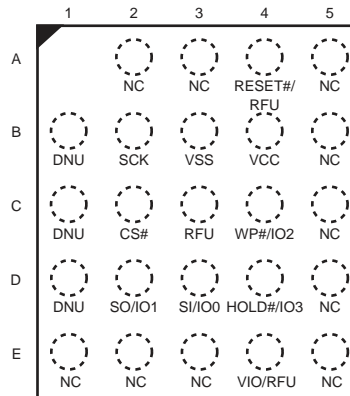 1 2 3 4 5
A
NC NC RESET#/ NC
RFU
B
DNU SCK VSS VCC NC
C
DNU CS# RFU WP#/IO2 NC
D
DNU SO/IO1 SI/IO0 HOLD#/IO3 NC
E
NC NC NC VIO/RFU NC